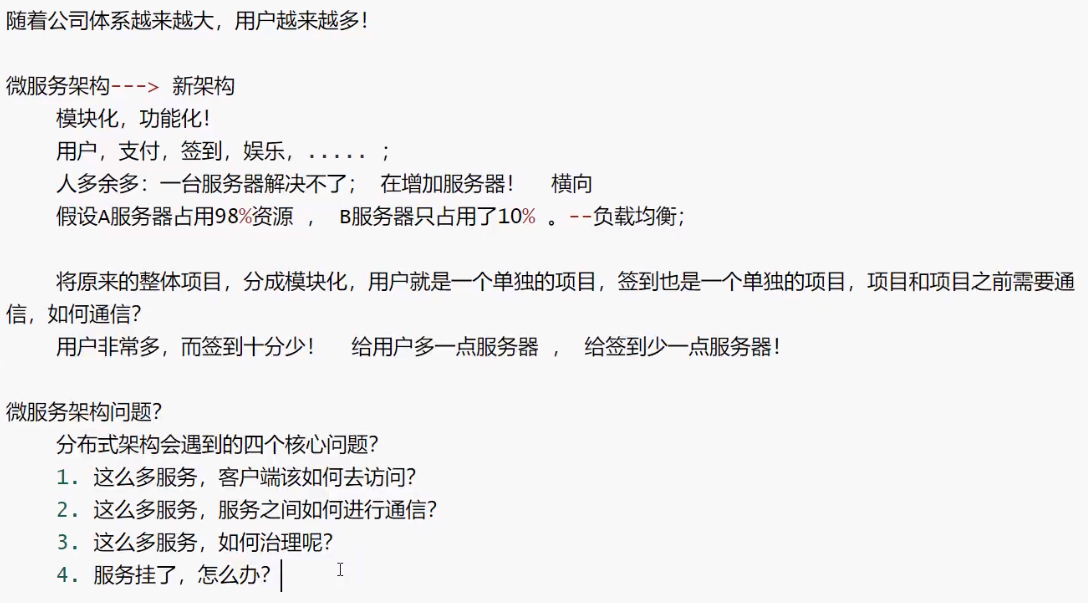 随着公司体系越来越大，用户越来越多！
微服务架构---> 新架构
模块化，功能化！
用户，支付，签到，娱乐，..... ；
人多余多：一台服务器解决不了； 在增加服务器！ 横向
假设A服务器占用98%资源 ， B服务器只占用了10% 。--负载均衡；
将原来的整体项目，分成模块化，用户就是一个单独的项目，签到也是一个单独的项目，项目和项目之前需要通
信，如何通信？
用户非常多，而签到十分少！ 给用户多一点服务器 ， 给签到少一点服务器！
微服务架构问题？
分布式架构会遇到的四个核心问题？
1. 这么多服务，客户端该如何去访问？
2. 这么多服务，服务之间如何进行通信？
3. 这么多服务，如何治理呢？
4. 服务挂了，怎么办？